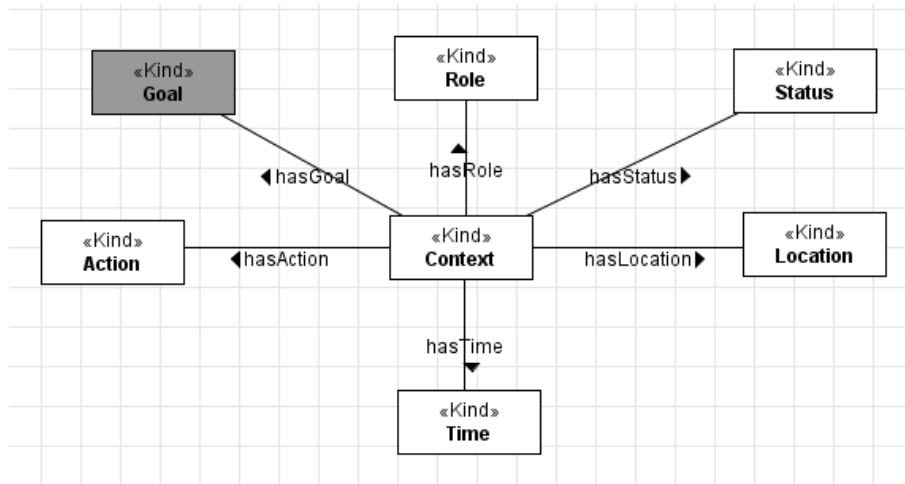 «Kind»
Goal
«Kind»
Role
«Kind»
Status
hasGoal
hasRole
hasStatus
«Kind»
Action
hasAction
«Kind»
Context
hasLocation
«Kind»
Location
hasTime
«Kind»
Time